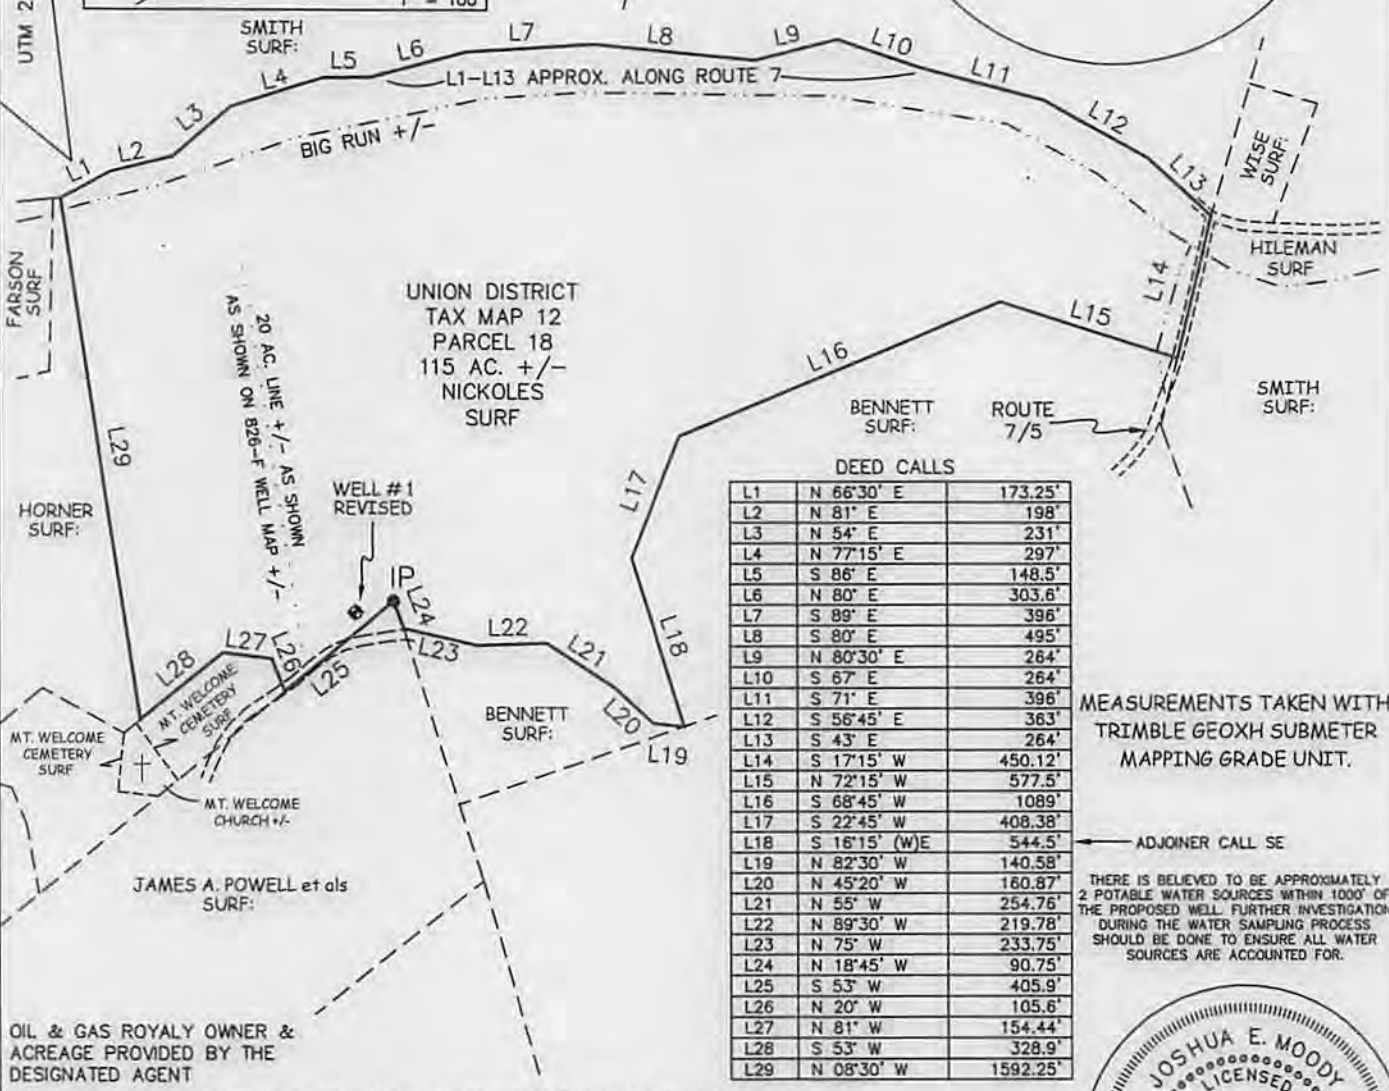 UTM
1" = 100'
SMITH
SURF:
L1
L2
L3
L4
L5
L6
L7
L8
L9
L10
L11
L12
L13
L1-L13 APPROX. ALONG ROUTE 7
BIG RUN +/-
WISE
SURF:
HILEMAN
SURF
L14
L15
L16
L17
L18
FARSON
SURF
UNION DISTRICT
TAX MAP 12
PARCEL 18
115 AC. +/-
NICKOLES
SURF
20 AC. LINE +/- AS SHOWN
AS SHOWN ON 826-F WELL MAP +/-
L29
HORNER
SURF:
WELL #1
REVISED
IP
L24
L23
L22
L21
L20
L19
L25
L26
L27
L28
BENNETT
SURF:
ROUTE
7/5
SMITH
SURF:
BENNETT
SURF:
MT. WELCOME
CEMETERY
SURF
MT. WELCOME
CEMETERY
SURF
MT. WELCOME
CHURCH +/-
JAMES A. POWELL et als
SURF:
OIL & GAS ROYALY OWNER &
ACREAGE PROVIDED BY THE
DESIGNATED AGENT
DEED CALLS
L1 N 66°30' E 173.25'
L2 N 81° E 198'
L3 N 54° E 231'
L4 N 77°15' E 297'
L5 S 86° E 148.5'
L6 N 80° E 303.6'
L7 S 89° E 396'
L8 S 80° E 495'
L9 N 80°30' E 264'
L10 S 67° E 264'
L11 S 71° E 396'
L12 S 56°45' E 363'
L13 S 43° E 264'
L14 S 17°15' W 450.12'
L15 N 72°15' W 577.5'
L16 S 68°45' W 1089'
L17 S 22°45' W 408.38'
L18 S 16°15' (W)E 544.5'
L19 N 82°30' W 140.58'
L20 N 45°20' W 160.87'
L21 N 55° W 254.76'
L22 N 89°30' W 219.78'
L23 N 75° W 233.75'
L24 N 18°45' W 90.75'
L25 S 53° W 405.9'
L26 N 20° W 105.6'
L27 N 81° W 154.44'
L28 S 53° W 328.9'
L29 N 08°30' W 1592.25'
MEASUREMENTS TAKEN WITH
TRIMBLE GEOXH SUBMETER
MAPPING GRADE UNIT.
ADJOINER CALL SE
THERE IS BELIEVED TO BE APPROXIMATELY
2 POTABLE WATER SOURCES WITHIN 1000' OF
THE PROPOSED WELL. FURTHER INVESTIGATION
DURING THE WATER SAMPLING PROCESS
SHOULD BE DONE TO ENSURE ALL WATER
SOURCES ARE ACCOUNTED FOR.
JOSHUA E. MOODY
LICENSED